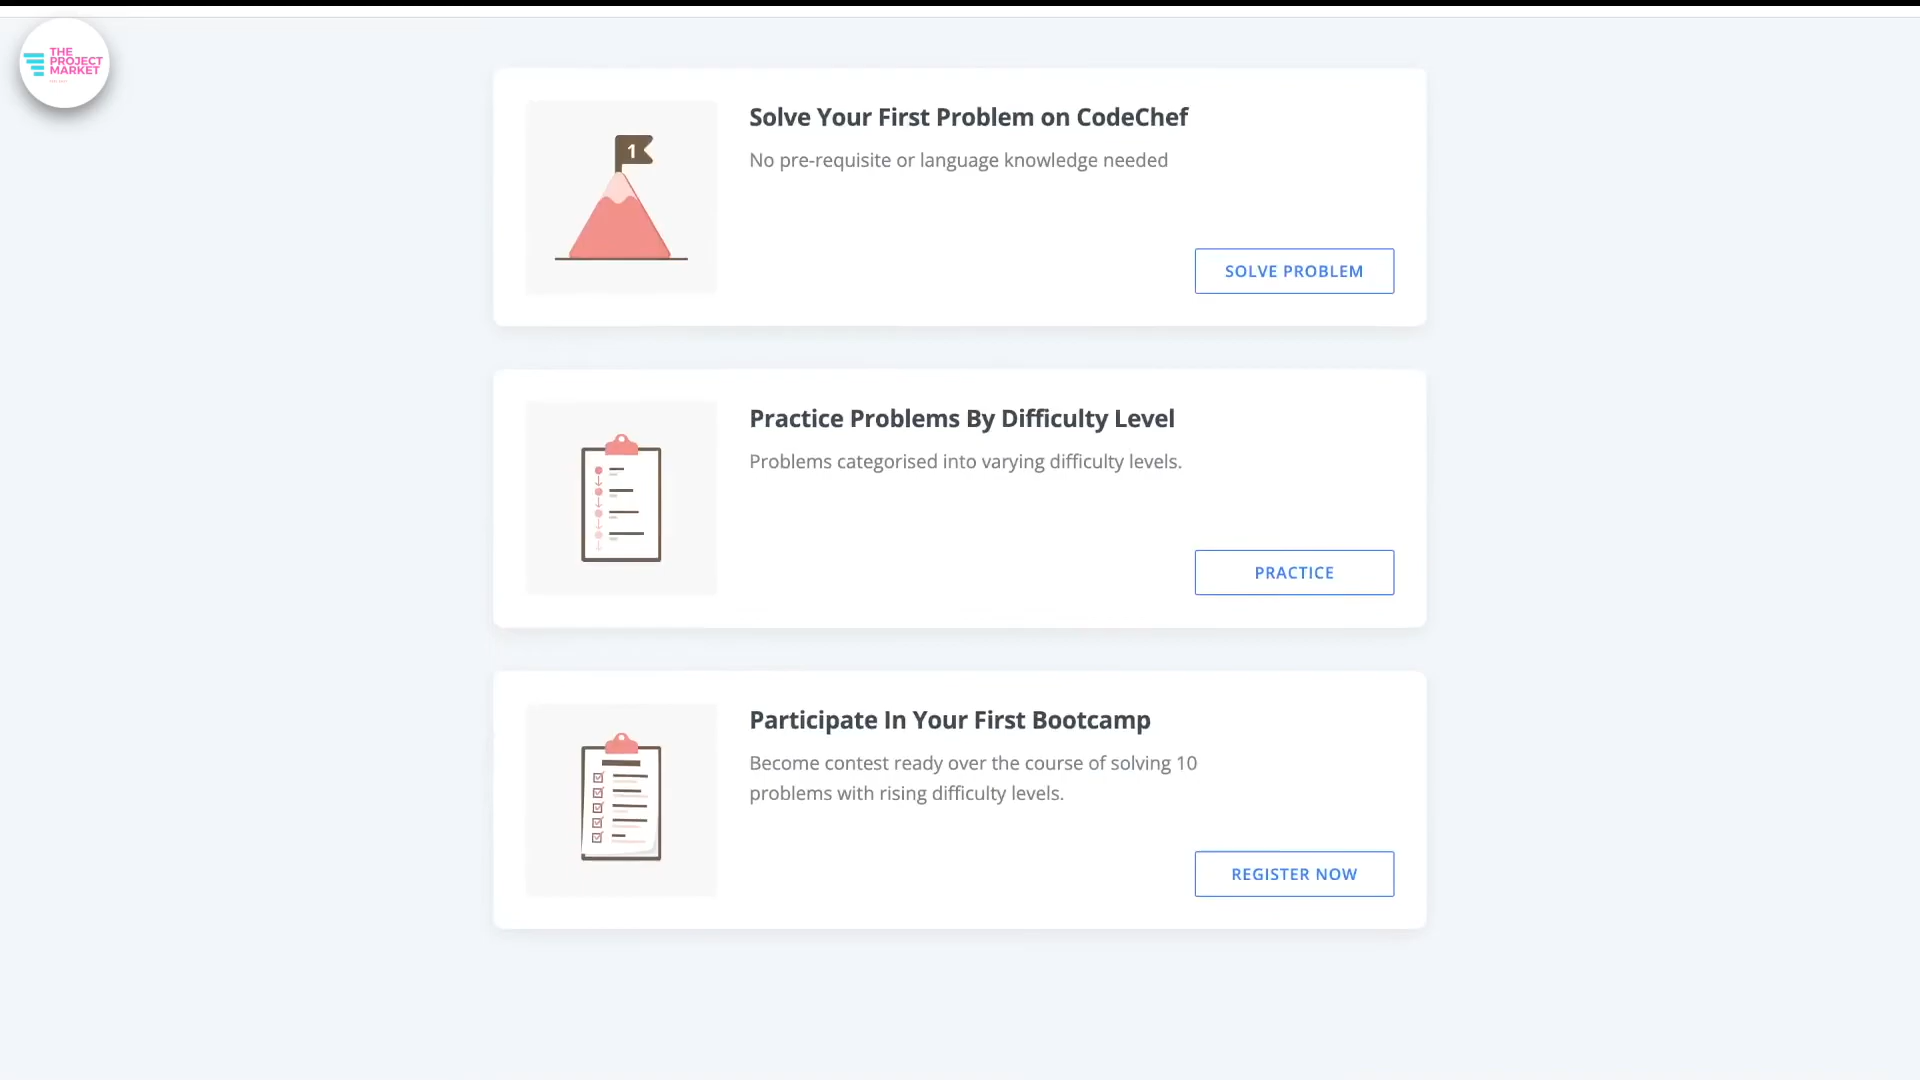 THE
PROJECT
MARKET
1
Solve Your First Problem on CodeChef
No pre-requisite or language knowledge needed
SOLVE PROBLEM
Practice Problems By Difficulty Level
Problems categorised into varying difficulty levels.
PRACTICE
Participate In Your First Bootcamp
Become contest ready over the course of solving 10
problems with rising difficulty levels.
REGISTER NOW